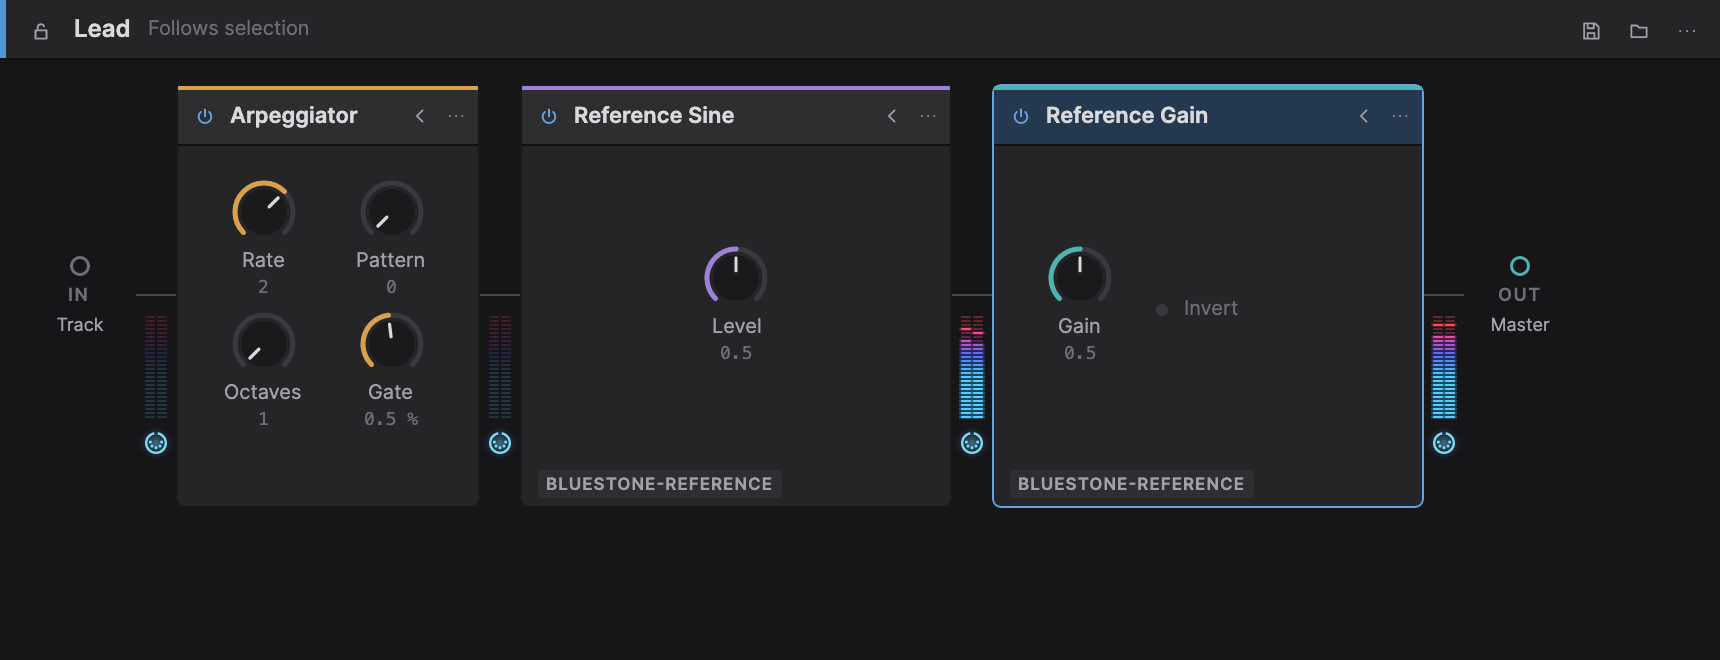 Lead Follows selection
Arpeggiator
Reference Sine
Reference Gain
IN
Track
Rate
2
Pattern
0
Octaves
1
Gate
0.5 %
Level
0.5
BLUESTONE-REFERENCE
Gain
0.5
Invert
BLUESTONE-REFERENCE
OUT
Master